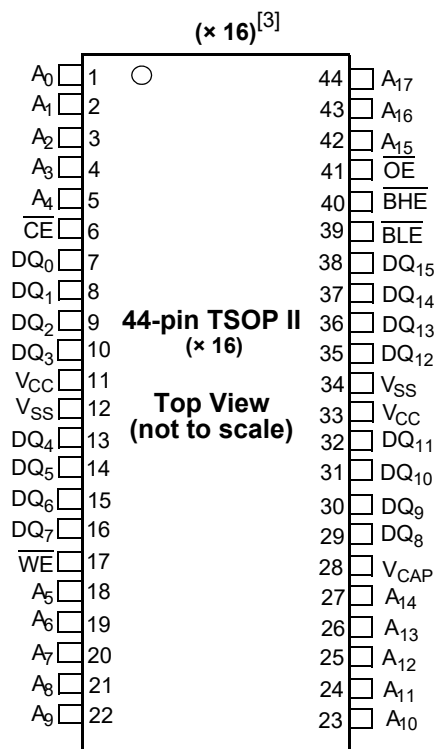 (× 16)[3]
A0 1 44 A17
A1 2 43 A16
A2 3 42 A15
A3 4 41 O̅E̅
A4 5 40 B̅H̅E̅
C̅E̅ 6 39 B̅L̅E̅
DQ0 7 38 DQ15
DQ1 8 37 DQ14
DQ2 9 36 DQ13
DQ3 10 35 DQ12
VCC 11 34 VSS
VSS 12 33 VCC
DQ4 13 32 DQ11
DQ5 14 31 DQ10
DQ6 15 30 DQ9
DQ7 16 29 DQ8
W̅E̅ 17 28 VCAP
A5 18 27 A14
A6 19 26 A13
A7 20 25 A12
A8 21 24 A11
A9 22 23 A10
44-pin TSOP II
(× 16)
Top View
(not to scale)